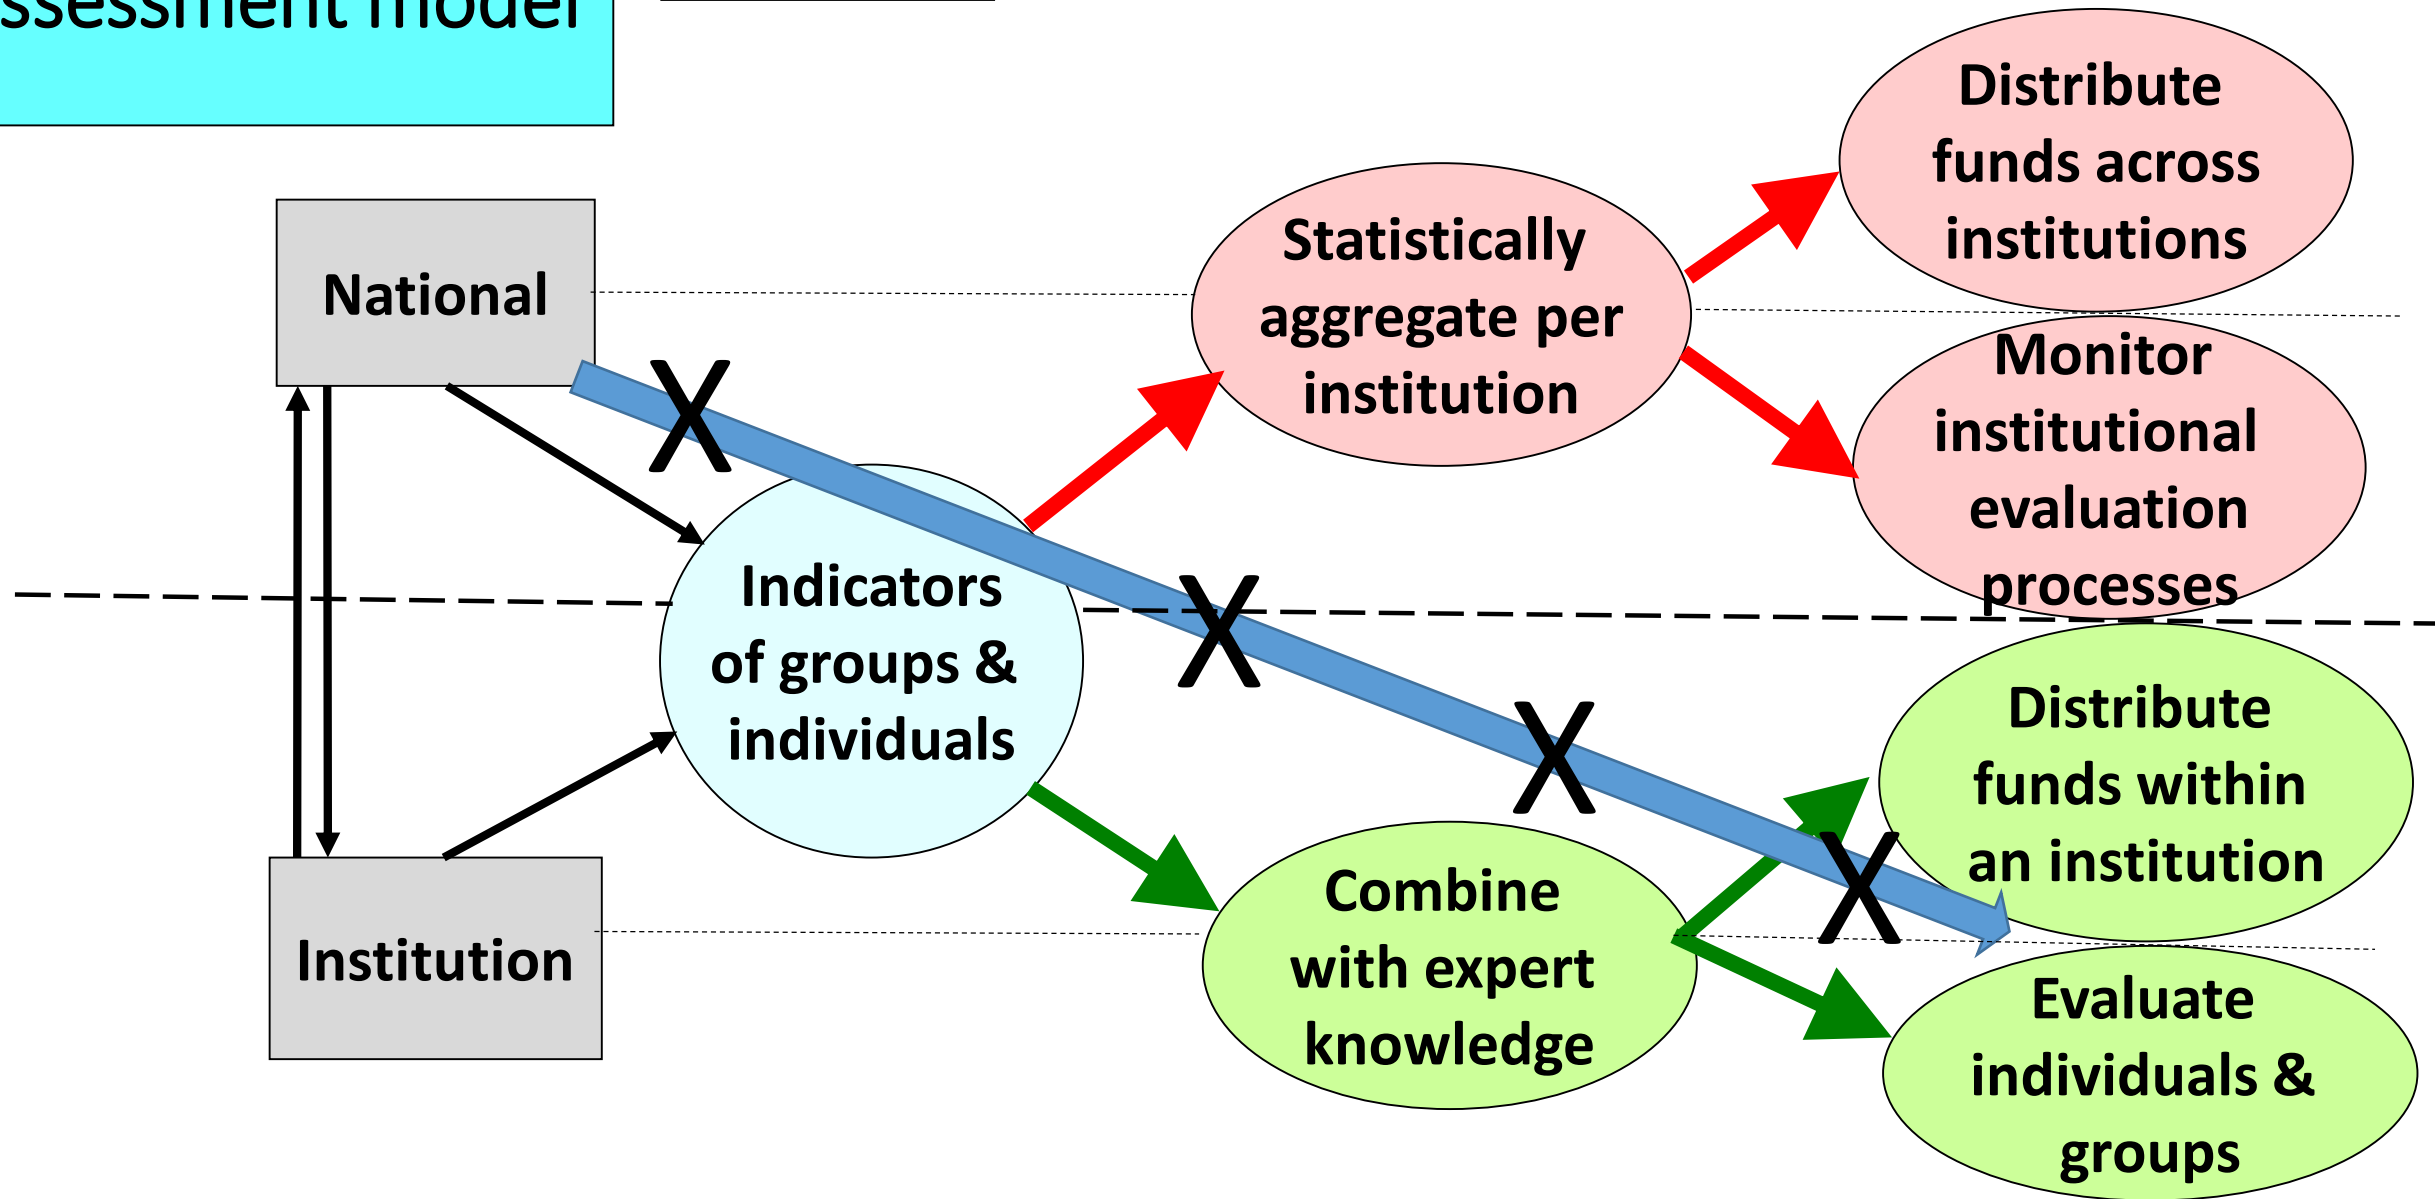 ssessment model
Distribute
funds across
institutions
Statistically
aggregate per
institution
National
Monitor
institutional
evaluation
processes
X
Indicators
of groups &
individuals
X
X
Distribute
funds within
an institution
X
Combine
with expert
knowledge
Institution
Evaluate
individuals &
groups